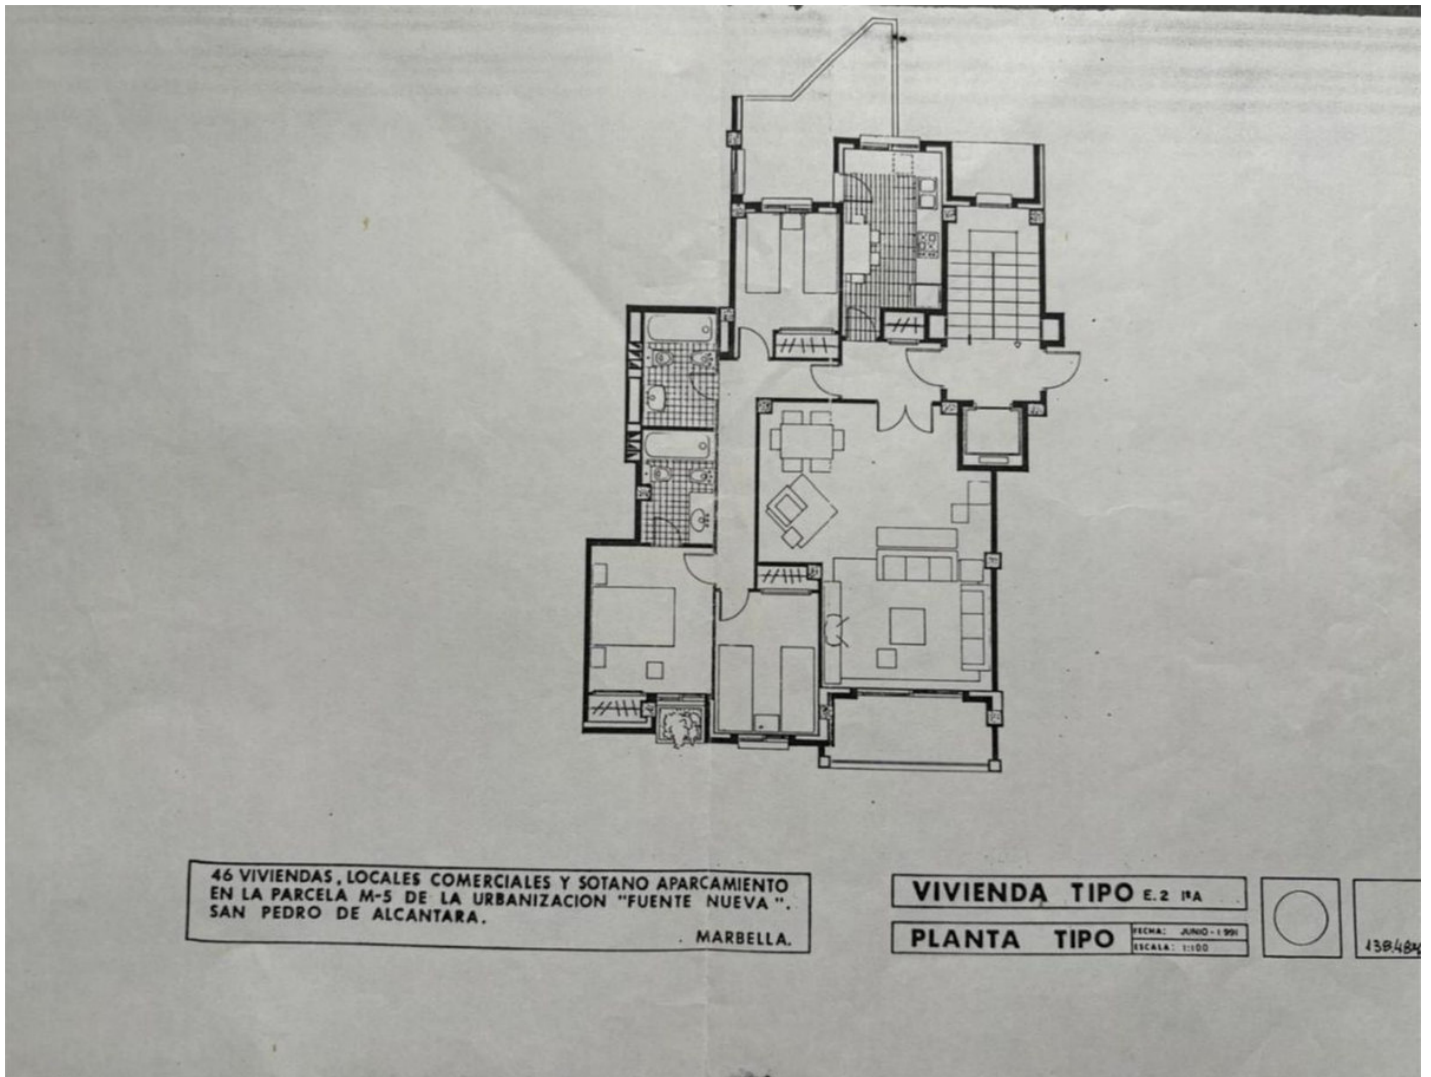 46 VIVIENDAS, LOCALES COMERCIALES Y SOTANO APARCAMIENTO
EN LA PARCELA M-5 DE LA URBANIZACION "FUENTE NUEVA".
SAN PEDRO DE ALCANTARA.
MARBELLA.
VIVIENDA TIPO E.2 1ºA
PLANTA TIPO
FECHA: JUNIO-1991
ESCALA: 1:100